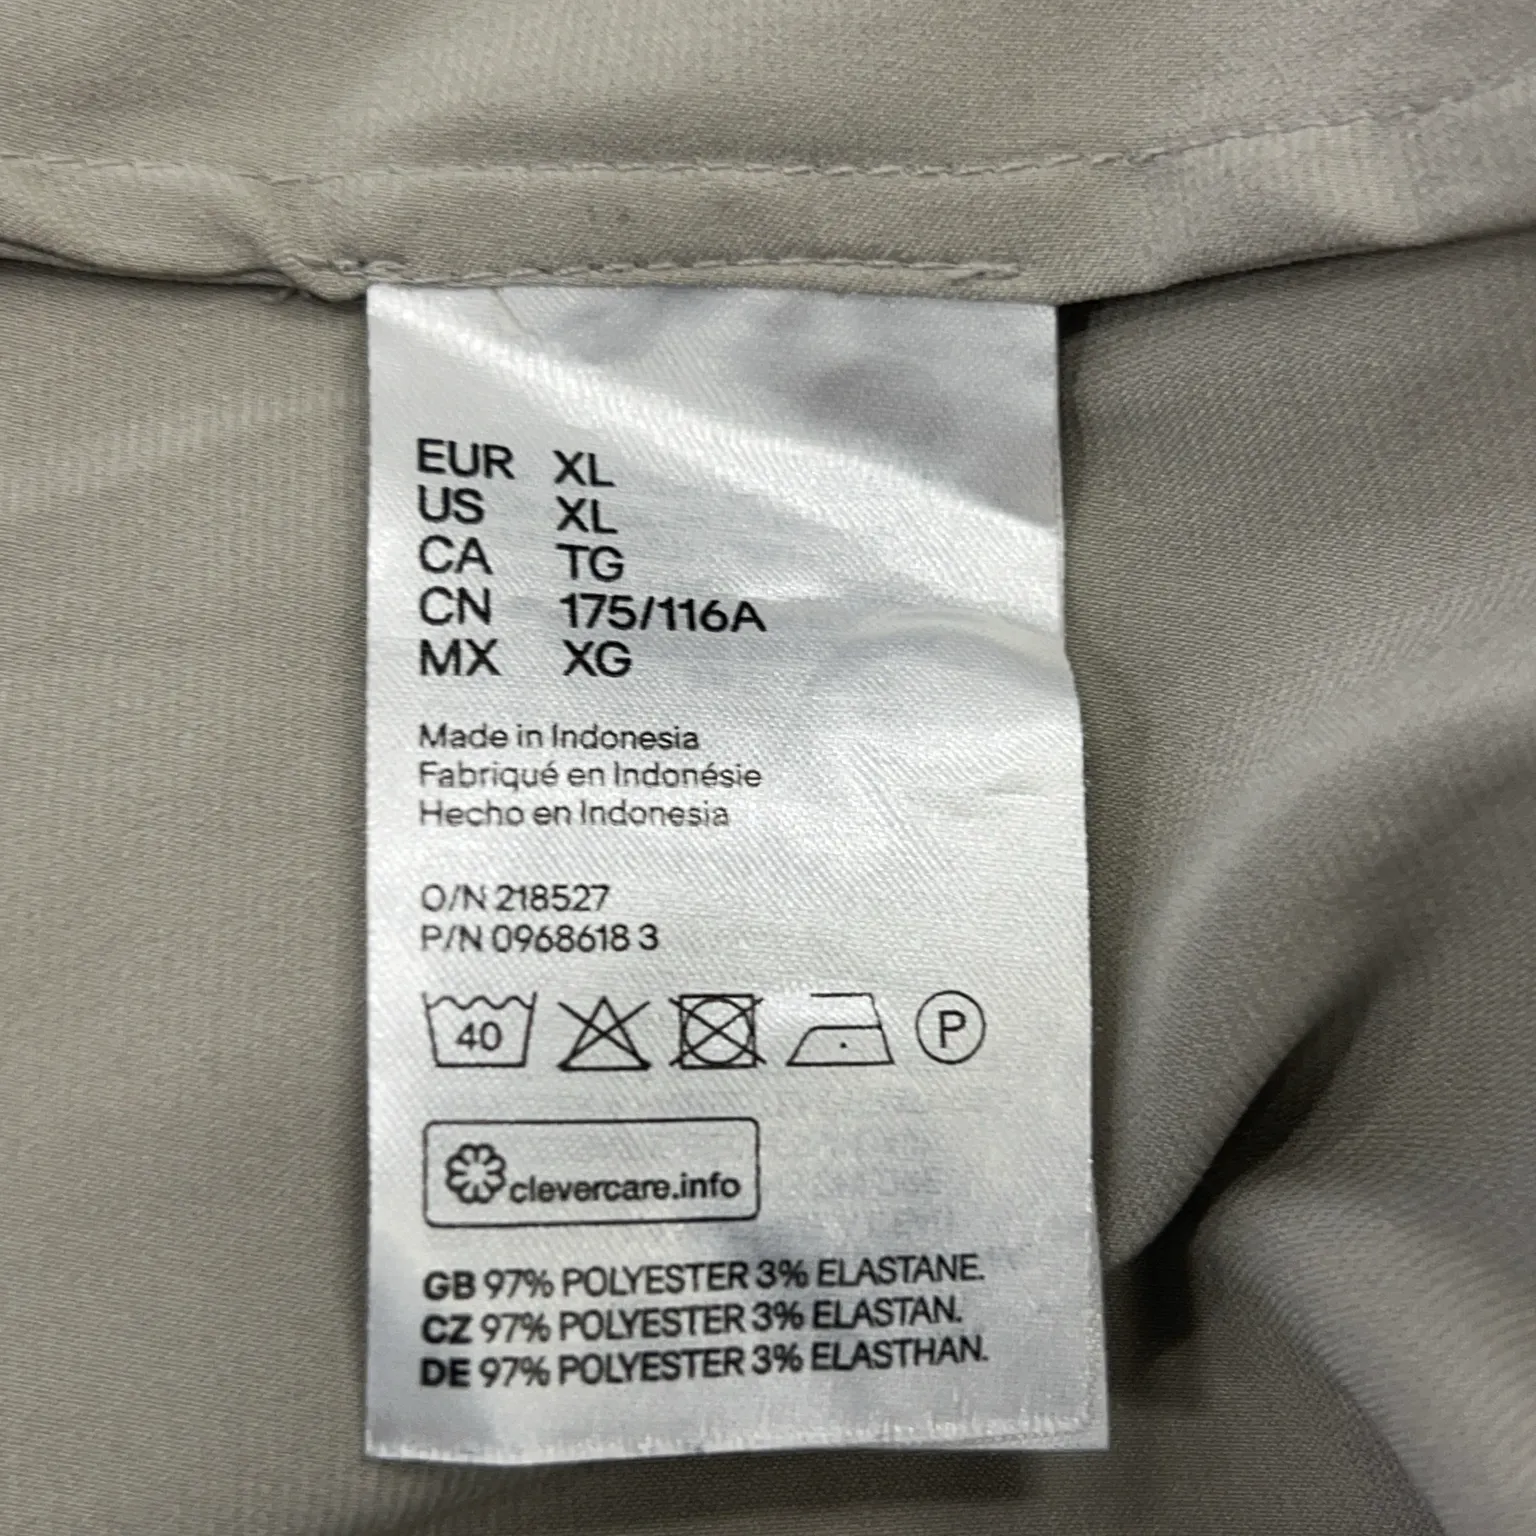 EUR XL
US XL
CA TG
CN 175/116A
MX XG
Made in Indonesia
Fabriqué en Indonésie
Hecho en Indonesia
O/N 218527
P/N 0968618 3
40 P
clevercare.info
GB 97% POLYESTER 3% ELASTANE.
CZ 97% POLYESTER 3% ELASTAN.
DE 97% POLYESTER 3% ELASTHAN.